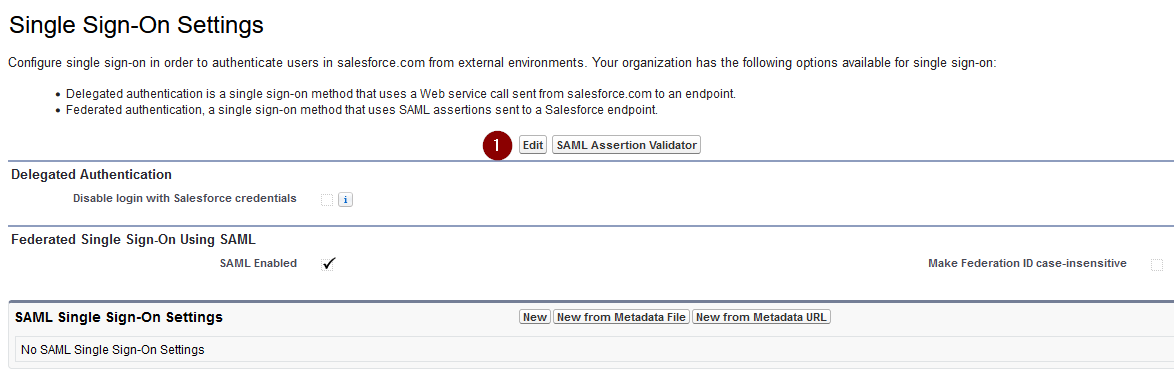 Single Sign-On Settings
Configure single sign-on in order to authenticate users in salesforce.com from external environments. Your organization has the following options available for single sign-on:
• Delegated authentication is a single sign-on method that uses a Web service call sent from salesforce.com to an endpoint.
• Federated authentication, a single sign-on method that uses SAML assertions sent to a Salesforce endpoint.
1 Edit SAML Assertion Validator
Delegated Authentication
Disable login with Salesforce credentials i
Federated Single Sign-On Using SAML
SAML Enabled Make Federation ID case-insensitive
SAML Single Sign-On Settings New New from Metadata File New from Metadata URL
No SAML Single Sign-On Settings